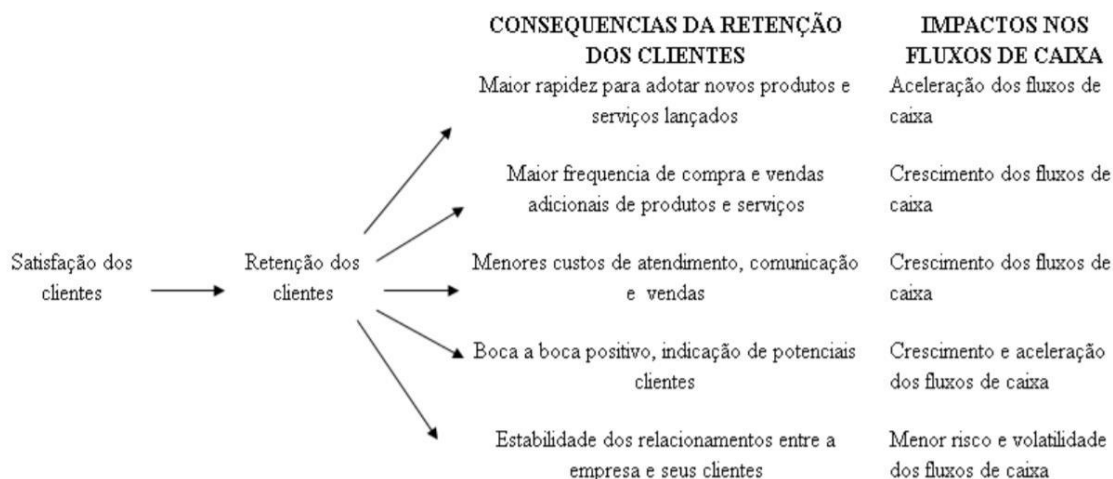 CONSEQUENCIAS DA RETENÇÃO
DOS CLIENTES
IMPACTOS NOS
FLUXOS DE CAIXA
Maior rapidez para adotar novos produtos e
serviços lançados
Aceleração dos fluxos de
caixa
Maior frequencia de compra e vendas
adicionais de produtos e serviços
Crescimento dos fluxos de
caixa
Satisfação dos
clientes
Retenção dos
clientes
Menores custos de atendimento, comunicação
e vendas
Crescimento dos fluxos de
caixa
Boca a boca positivo, indicação de potenciais
clientes
Crescimento e aceleração
dos fluxos de caixa
Estabilidade dos relacionamentos entre a
empresa e seus clientes
Menor risco e volatilidade
dos fluxos de caixa